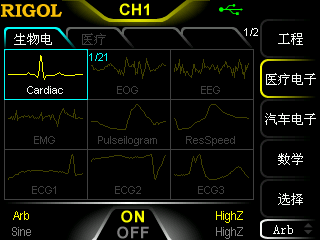 RIGOL CH1
生物电 医疗 1/2
1/21
Cardiac EOG EEG
EMG Pulseilogram ResSpeed
ECG1 ECG2 ECG3
工程
医疗电子
汽车电子
数学
选择
Arb
Arb ON HighZ
Sine OFF HighZ